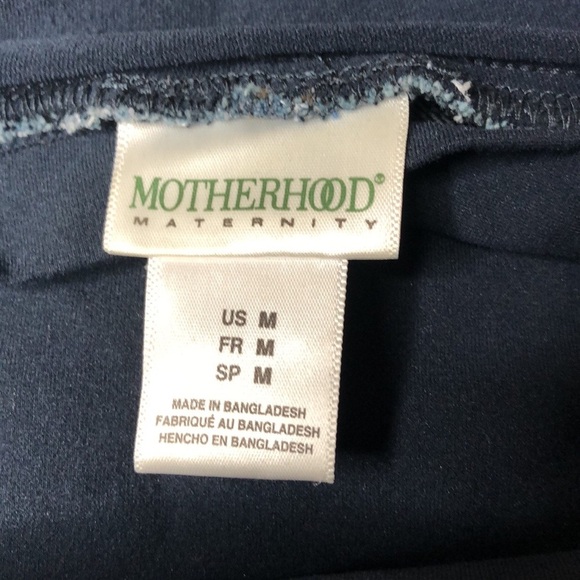 MOTHERHOOD®
MATERNITY
US M
FR M
SP M
MADE IN BANGLADESH
FABRIQUÉ AU BANGLADESH
HENCHO EN BANGLADESH